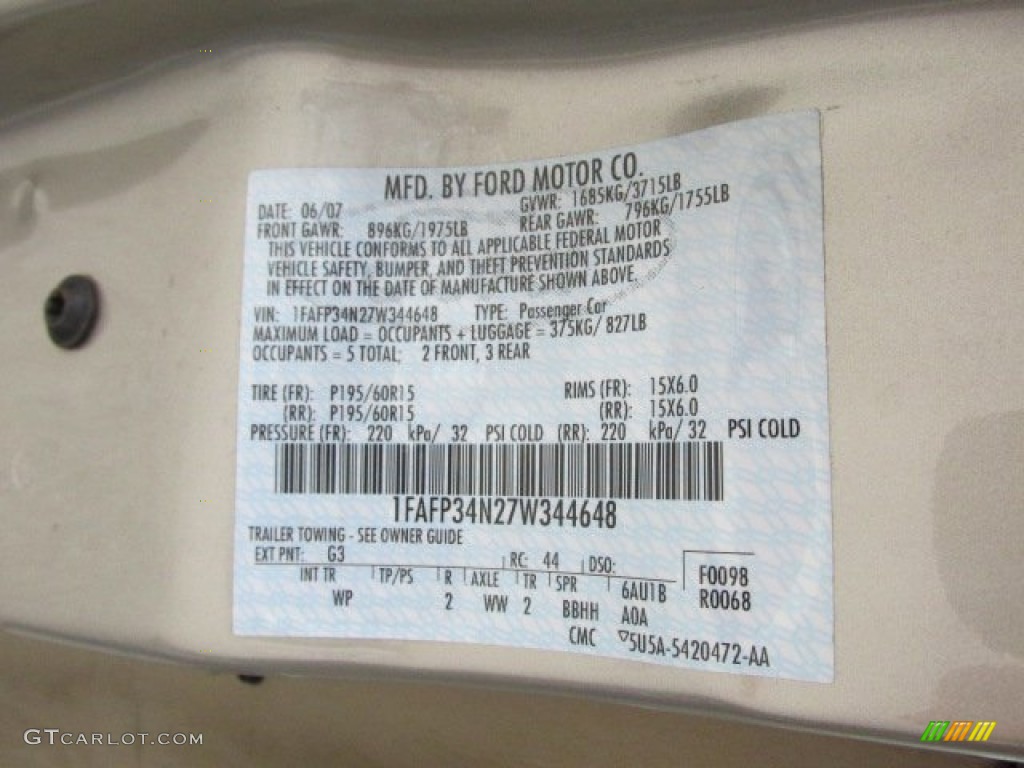 MFD. BY FORD MOTOR CO.
DATE: 06/07 GVWR: 1685KG/3715LB
FRONT GAWR: 896KG/1975LB REAR GAWR: 796KG/1755LB
THIS VEHICLE CONFORMS TO ALL APPLICABLE FEDERAL MOTOR
VEHICLE SAFETY, BUMPER, AND THEFT PREVENTION STANDARDS
IN EFFECT ON THE DATE OF MANUFACTURE SHOWN ABOVE.
VIN: 1FAFP34N27W344648 TYPE: Passenger Car
MAXIMUM LOAD = OCCUPANTS + LUGGAGE = 375KG/ 827LB
OCCUPANTS = 5 TOTAL; 2 FRONT, 3 REAR
TIRE (FR): P195/60R15 RIMS (FR): 15X6.0
(RR): P195/60R15 (RR): 15X6.0
PRESSURE (FR): 220 kPa/ 32 PSI COLD (RR): 220 kPa/ 32 PSI COLD
1FAFP34N27W344648
TRAILER TOWING - SEE OWNER GUIDE
EXT PNT: G3 RC: 44 DSO: F0098
INT TR TP/PS R AXLE TR SPR 6AU1B R0068
WP 2 WW 2 BBHH A0A
CMC 5U5A-5420472-AA
GTCARLOT.COM